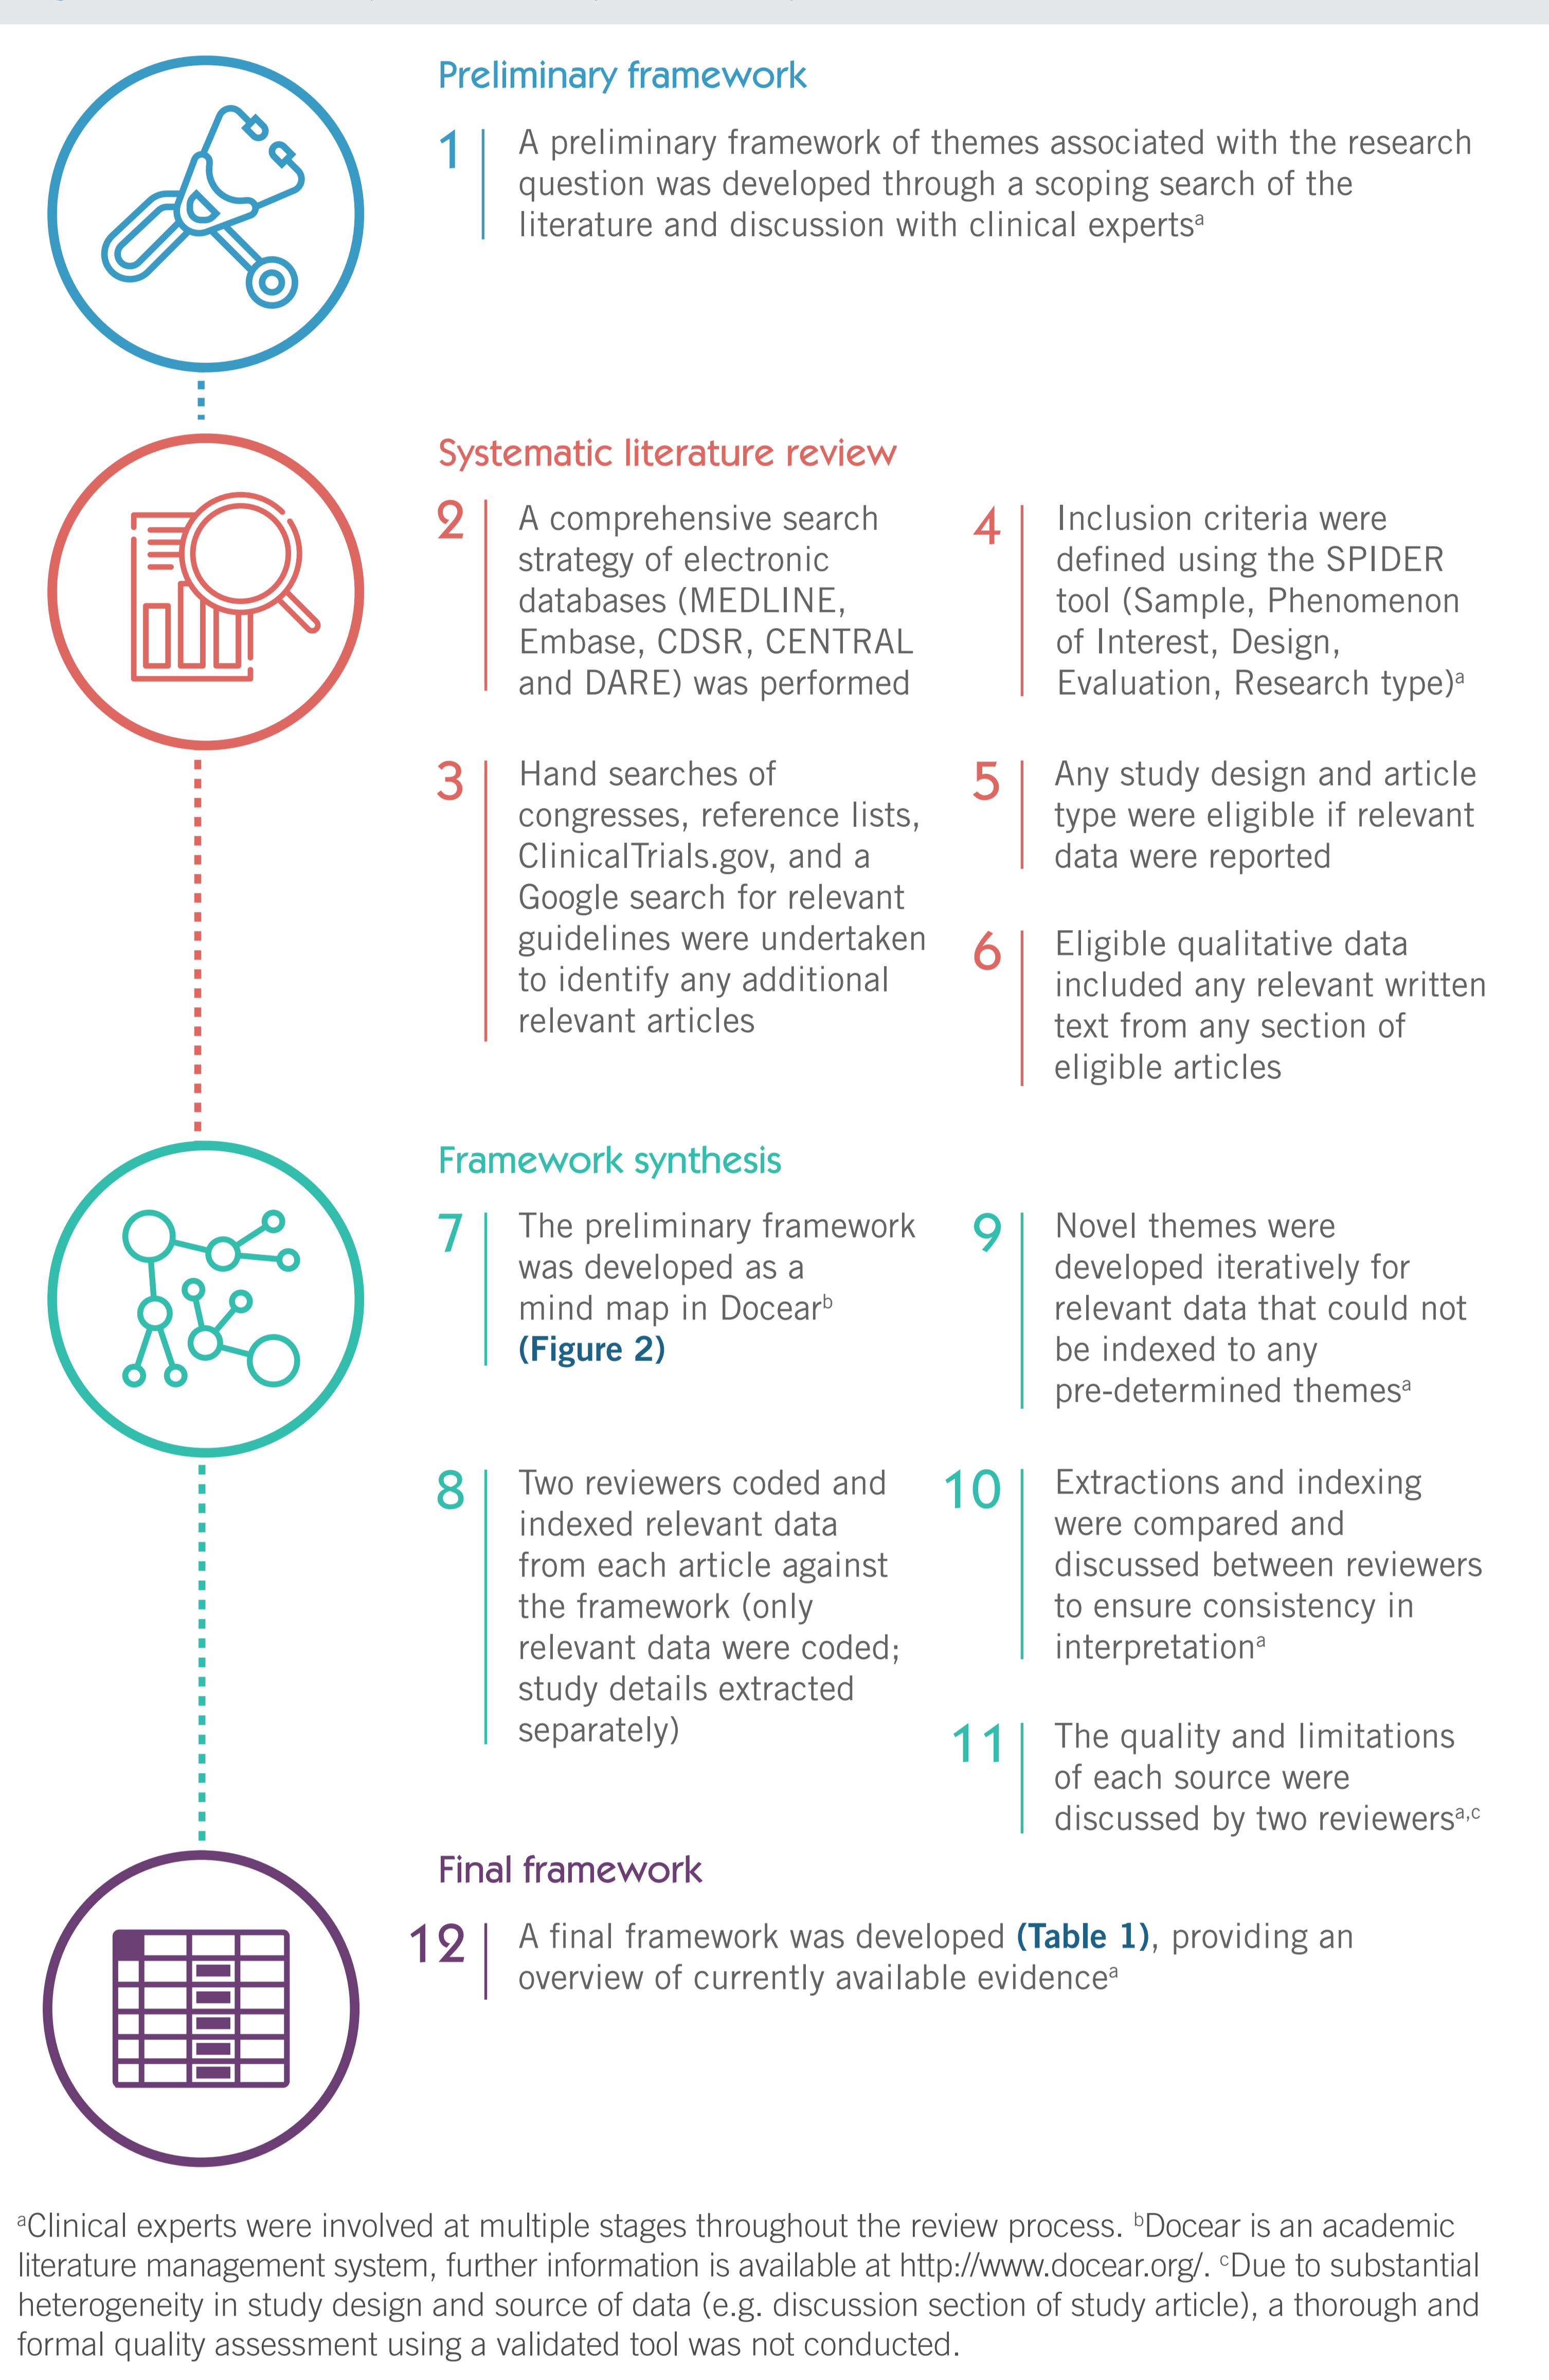 Preliminary framework
1
A preliminary framework of themes associated with the research
question was developed through a scoping search of the
literature and discussion with clinical expertsᵃ
Systematic literature review
2
A comprehensive search
strategy of electronic
databases (MEDLINE,
Embase, CDSR, CENTRAL
and DARE) was performed
3
Hand searches of
congresses, reference lists,
ClinicalTrials.gov, and a
Google search for relevant
guidelines were undertaken
to identify any additional
relevant articles
4
Inclusion criteria were
defined using the SPIDER
tool (Sample, Phenomenon
of Interest, Design,
Evaluation, Research type)ᵃ
5
Any study design and article
type were eligible if relevant
data were reported
6
Eligible qualitative data
included any relevant written
text from any section of
eligible articles
Framework synthesis
7
The preliminary framework
was developed as a
mind map in Docearᵇ
(Figure 2)
8
Two reviewers coded and
indexed relevant data
from each article against
the framework (only
relevant data were coded;
study details extracted
separately)
9
Novel themes were
developed iteratively for
relevant data that could not
be indexed to any
pre-determined themesᵃ
10
Extractions and indexing
were compared and
discussed between reviewers
to ensure consistency in
interpretationᵃ
11
The quality and limitations
of each source were
discussed by two reviewersᵃ,ᶜ
Final framework
12
A final framework was developed (Table 1), providing an
overview of currently available evidenceᵃ
ᵃClinical experts were involved at multiple stages throughout the review process. ᵇDocear is an academic
literature management system, further information is available at http://www.docear.org/. ᶜDue to substantial
heterogeneity in study design and source of data (e.g. discussion section of study article), a thorough and
formal quality assessment using a validated tool was not conducted.